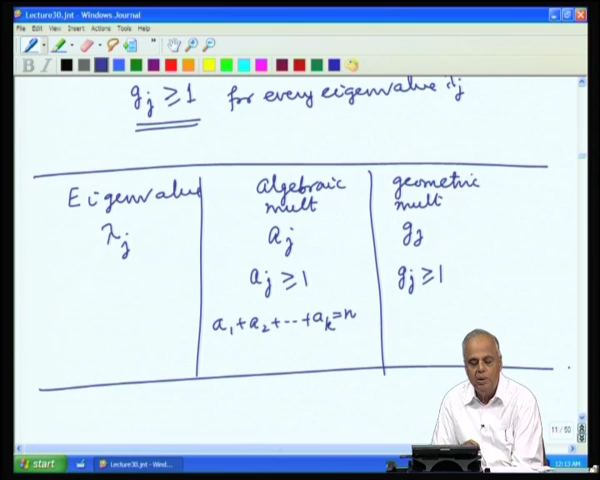 Lecture30.jnt - Windows Journal
File Edit View Insert Actions Tools Help
B I
gj ≥ 1 for every eigenvalue λj
Eigenvalue algebraic mult geometric mult
λj aj gj
aj ≥ 1 gj ≥ 1
a1 + a2 + --- + ak = n
11 / 50
start Lecture30.jnt - Wind... 12:13 AM